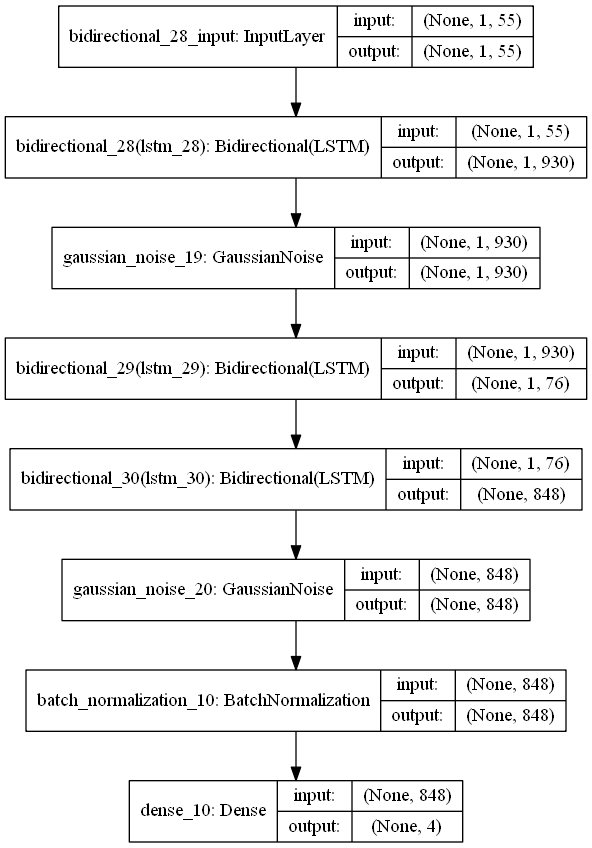 bidirectional_28_input: InputLayer
input: (None, 1, 55)
output: (None, 1, 55)
bidirectional_28(lstm_28): Bidirectional(LSTM)
input: (None, 1, 55)
output: (None, 1, 930)
gaussian_noise_19: GaussianNoise
input: (None, 1, 930)
output: (None, 1, 930)
bidirectional_29(lstm_29): Bidirectional(LSTM)
input: (None, 1, 930)
output: (None, 1, 76)
bidirectional_30(lstm_30): Bidirectional(LSTM)
input: (None, 1, 76)
output: (None, 848)
gaussian_noise_20: GaussianNoise
input: (None, 848)
output: (None, 848)
batch_normalization_10: BatchNormalization
input: (None, 848)
output: (None, 848)
dense_10: Dense
input: (None, 848)
output: (None, 4)